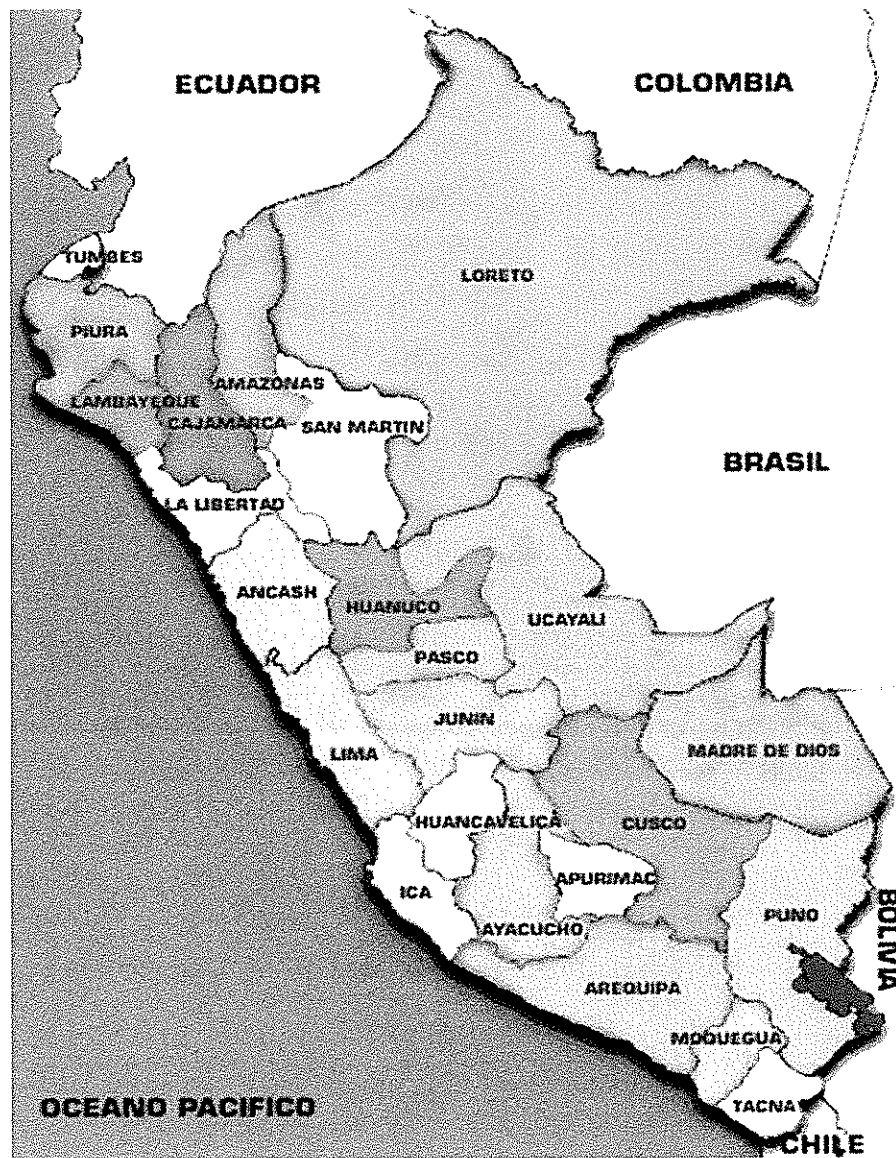 ECUADOR
COLOMBIA
TUMBES
LORETO
PIURA
AMAZONAS
LAMBAYEQUE
CAJAMARCA
SAN MARTIN
BRASIL
LA LIBERTAD
ANCASH
HUANUCO
UCAYALI
PASCO
JUNIN
LIMA
MADRE DE DIOS
HUANCAVELICA
CUSCO
APURIMAC
ICA
PUNO
BOLIVIA
AYACUCHO
AREQUIPA
MOQUEGUA
OCEANO PACIFICO
TACNA
CHILE